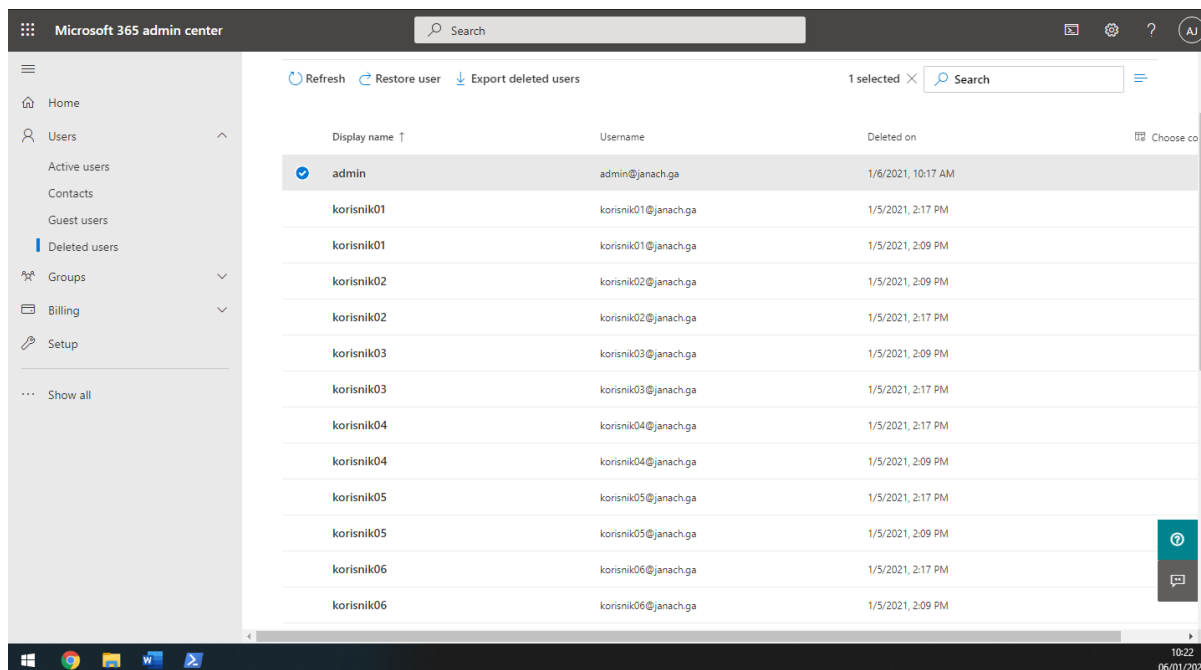 Microsoft 365 admin center
Search
AJ
Refresh Restore user Export deleted users 1 selected Search
Home
Users
Active users
Contacts
Guest users
Deleted users
Groups
Billing
Setup
Show all
Display name ↑ Username Deleted on Choose co
admin admin@janach.ga 1/6/2021, 10:17 AM
korisnik01 korisnik01@janach.ga 1/5/2021, 2:17 PM
korisnik01 korisnik01@janach.ga 1/5/2021, 2:09 PM
korisnik02 korisnik02@janach.ga 1/5/2021, 2:09 PM
korisnik02 korisnik02@janach.ga 1/5/2021, 2:17 PM
korisnik03 korisnik03@janach.ga 1/5/2021, 2:09 PM
korisnik03 korisnik03@janach.ga 1/5/2021, 2:17 PM
korisnik04 korisnik04@janach.ga 1/5/2021, 2:17 PM
korisnik04 korisnik04@janach.ga 1/5/2021, 2:09 PM
korisnik05 korisnik05@janach.ga 1/5/2021, 2:17 PM
korisnik05 korisnik05@janach.ga 1/5/2021, 2:09 PM
korisnik06 korisnik06@janach.ga 1/5/2021, 2:17 PM
korisnik06 korisnik06@janach.ga 1/5/2021, 2:09 PM
10:22
06/01/202